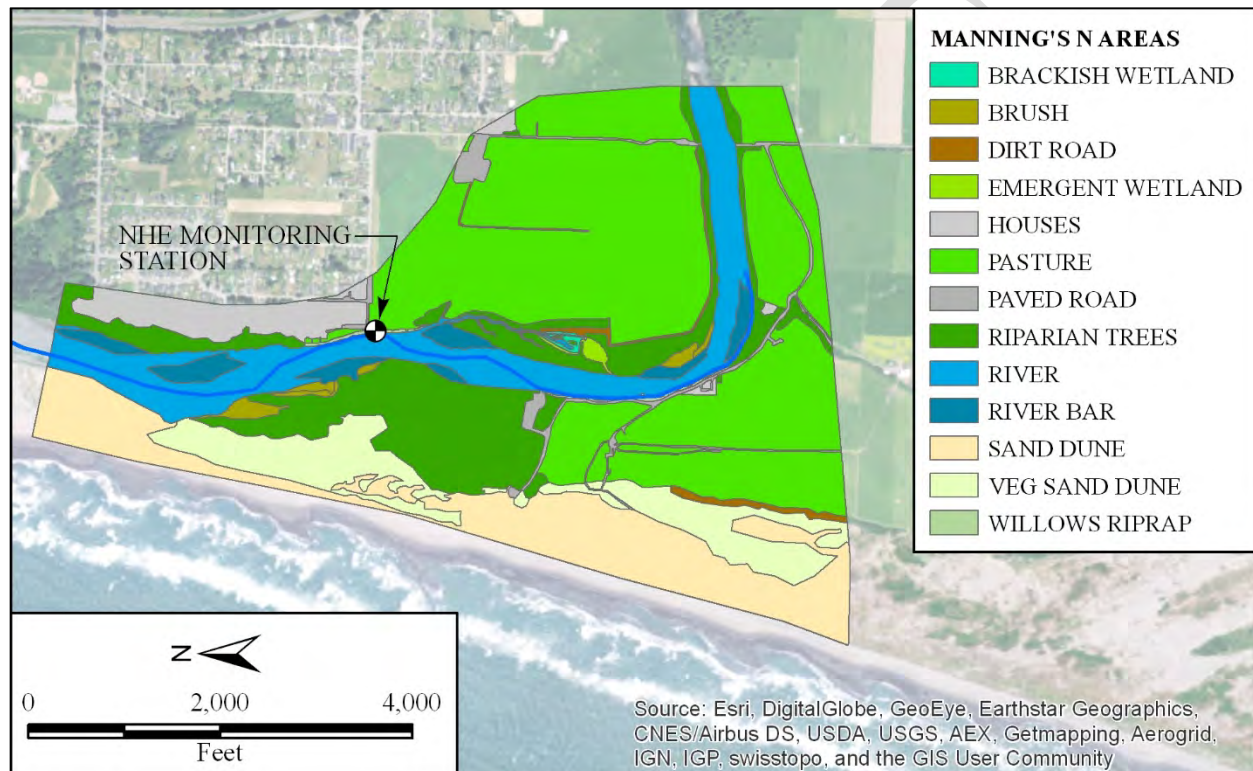 MANNING'S N AREAS
BRACKISH WETLAND
BRUSH
DIRT ROAD
EMERGENT WETLAND
HOUSES
PASTURE
PAVED ROAD
RIPARIAN TREES
RIVER
RIVER BAR
SAND DUNE
VEG SAND DUNE
WILLOWS RIPRAP
NHE MONITORING
STATION
N
0 2,000 4,000
Feet
Source: Esri, DigitalGlobe, GeoEye, Earthstar Geographics,
CNES/Airbus DS, USDA, USGS, AEX, Getmapping, Aerogrid,
IGN, IGP, swisstopo, and the GIS User Community